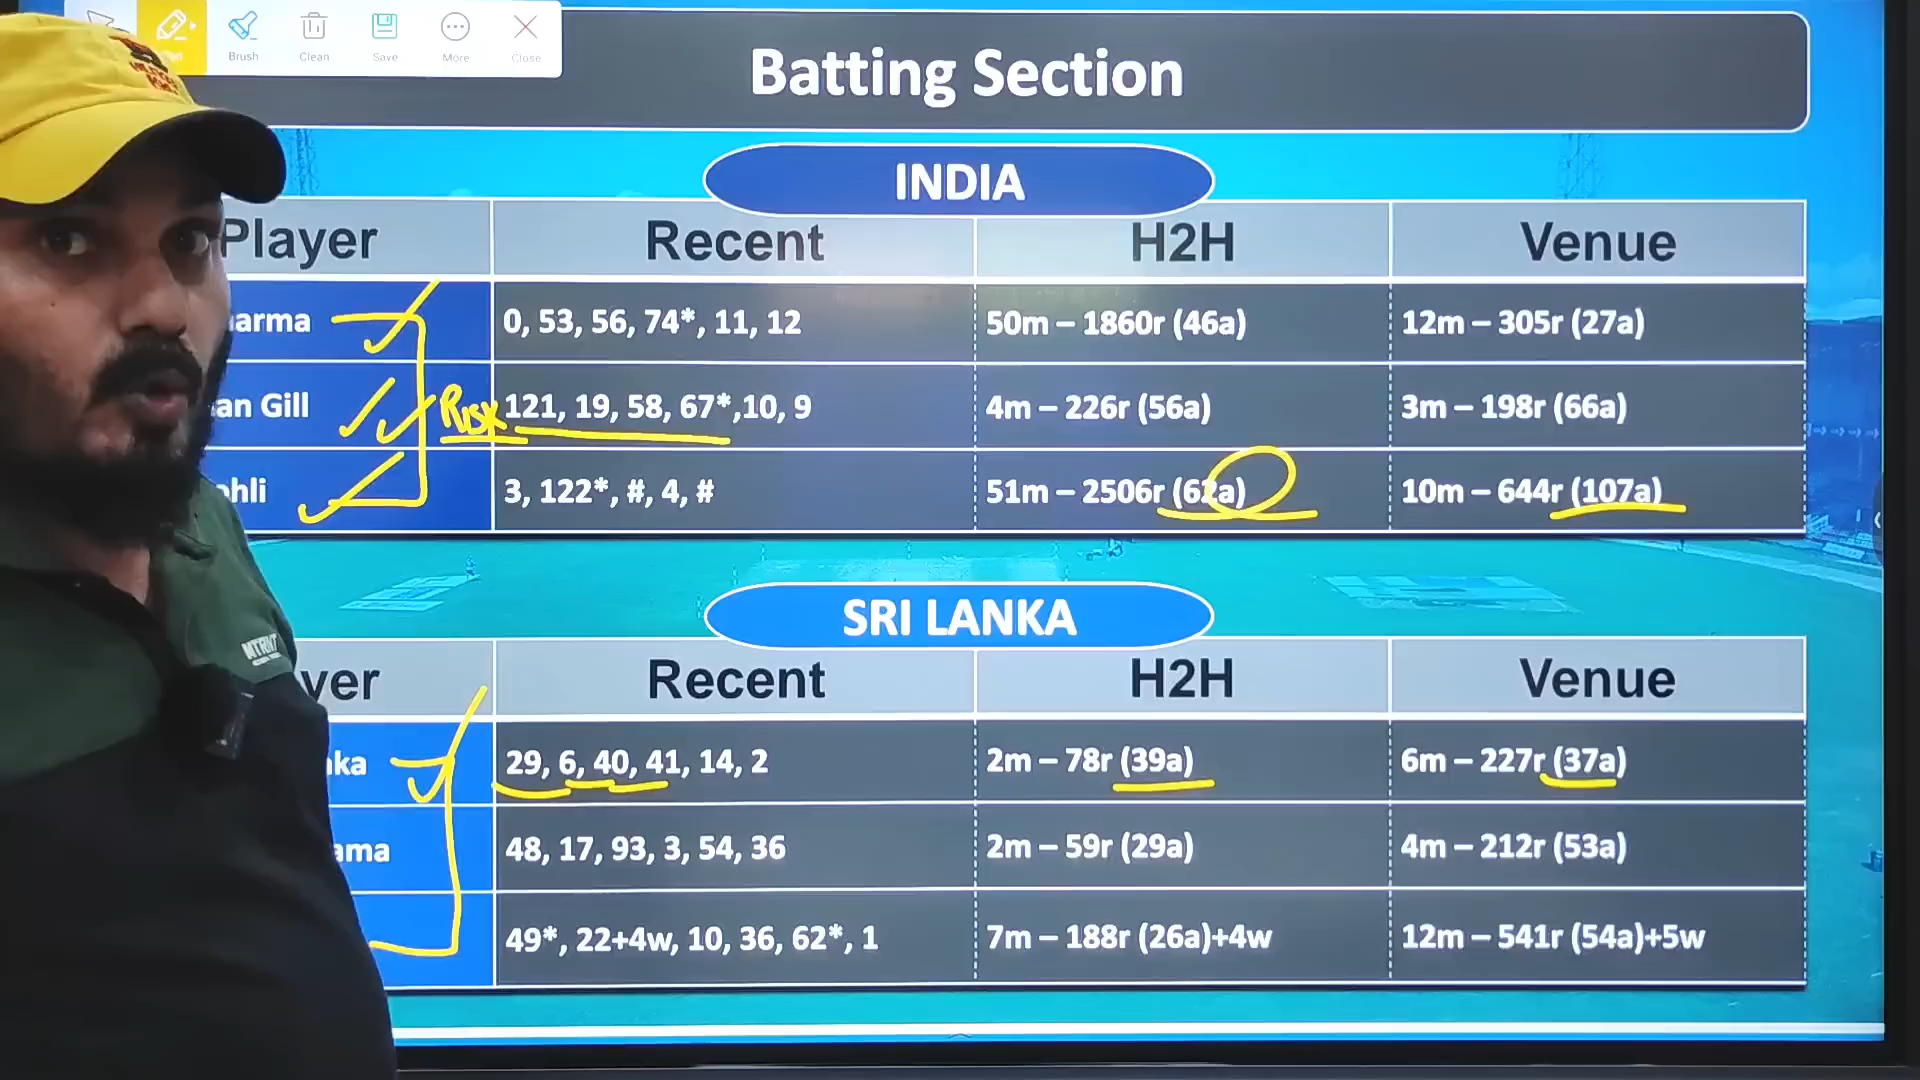 Brush Clean Save More Close
Batting Section
INDIA
Player Recent H2H Venue
arma 0, 53, 56, 74*, 11, 12 50m – 1860r (46a) 12m – 305r (27a)
an Gill Risk 121, 19, 58, 67*,10, 9 4m – 226r (56a) 3m – 198r (66a)
hli 3, 122*, #, 4, # 51m – 2506r (62a) 10m – 644r (107a)
SRI LANKA
yer Recent H2H Venue
ka 29, 6, 40, 41, 14, 2 2m – 78r (39a) 6m – 227r (37a)
ama 48, 17, 93, 3, 54, 36 2m – 59r (29a) 4m – 212r (53a)
49*, 22+4w, 10, 36, 62*, 1 7m – 188r (26a)+4w 12m – 541r (54a)+5w